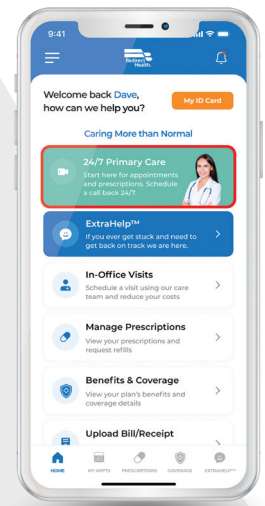 9:41
Redirect
Health.
Welcome back Dave,
how can we help you?
My ID Card
Caring More than Normal
24/7 Primary Care
Start here for appointments
and prescriptions. Schedule
a call back 24/7.
ExtraHelp™
If you ever get stuck and need to
get back on track we are here.
In-Office Visits
Schedule a visit using our care
team and reduce your costs
Manage Prescriptions
View your prescriptions and
request refills
Benefits & Coverage
View your plan's benefits and
coverage details
Upload Bill/Receipt
HOME MY APPTS PRESCRIPTIONS COVERAGE EXTRAHELP™